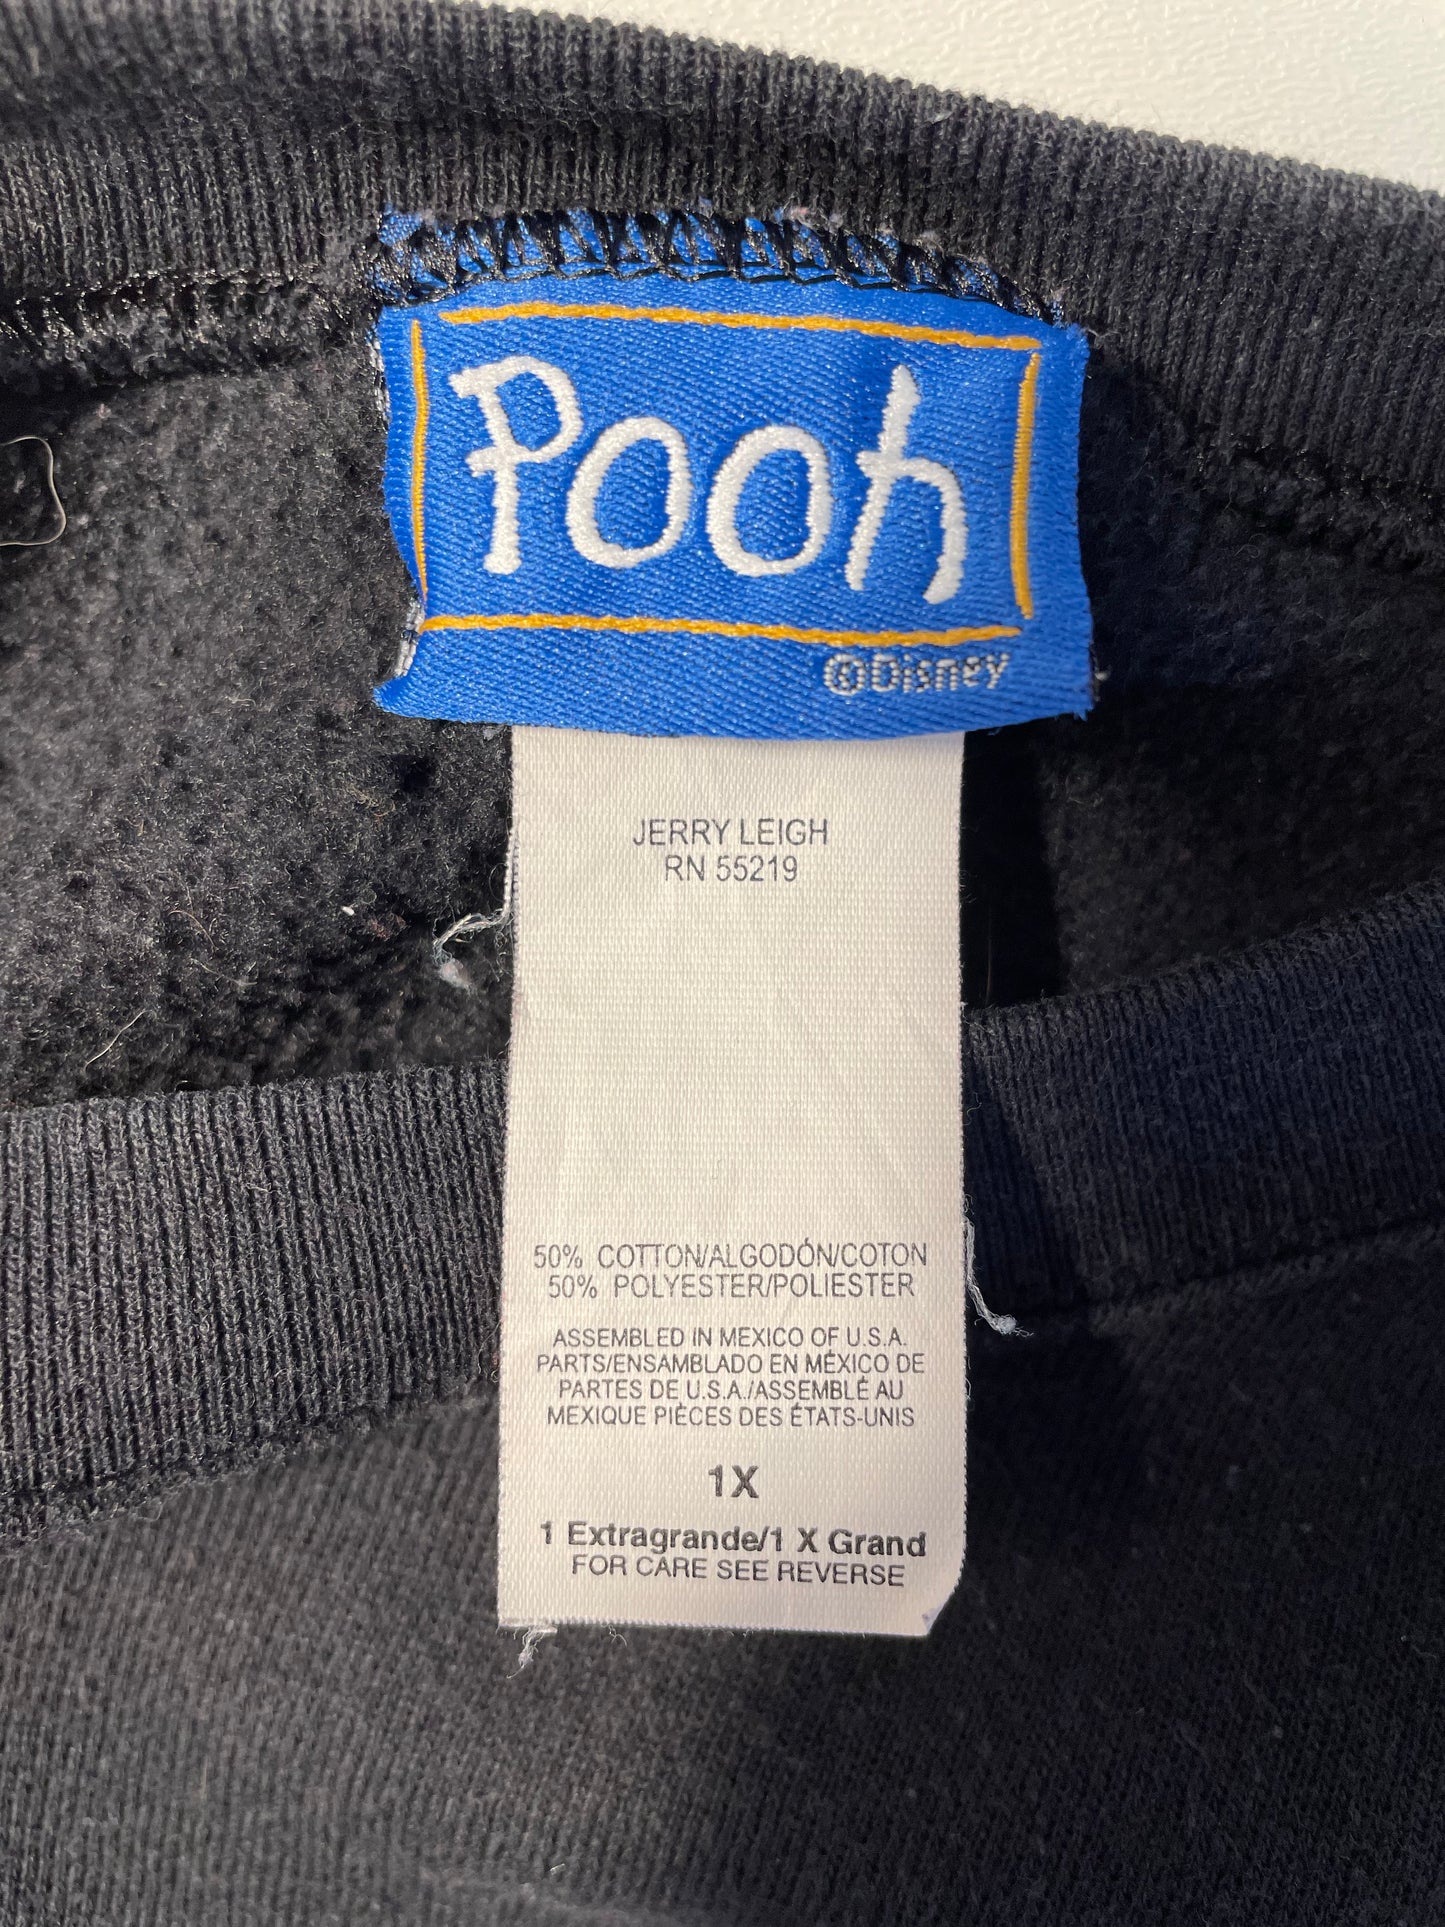 Pooh
©Disney
JERRY LEIGH
RN 55219
50% COTTON/ALGODÓN/COTON
50% POLYESTER/POLIESTER
ASSEMBLED IN MEXICO OF U.S.A.
PARTS/ENSAMBLADO EN MÉXICO DE
PARTES DE U.S.A./ASSEMBLÉ AU
MEXIQUE PIÈCES DES ÉTATS-UNIS
1X
1 Extragrande/1 X Grand
FOR CARE SEE REVERSE